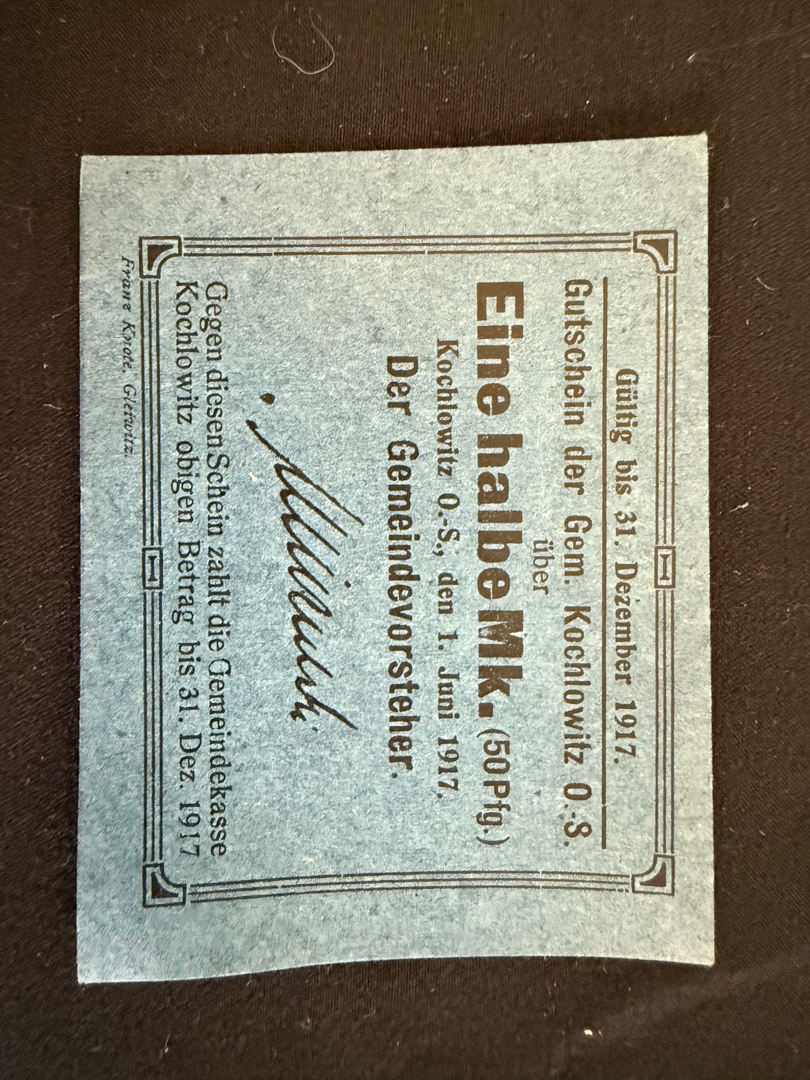 Gültig bis 31. Dezember 1917.
Gutschein der Gem. Kochlowitz O.-S.
über
Eine halbe Mk. (50 Pfg.)
Kochlowitz O.-S., den 1. Juni 1917.
Der Gemeindevorsteher.
Gegen diesen Schein zahlt die Gemeindekasse
Kochlowitz obigen Betrag bis 31. Dez. 1917
Franz Knote, Gleiwitz.